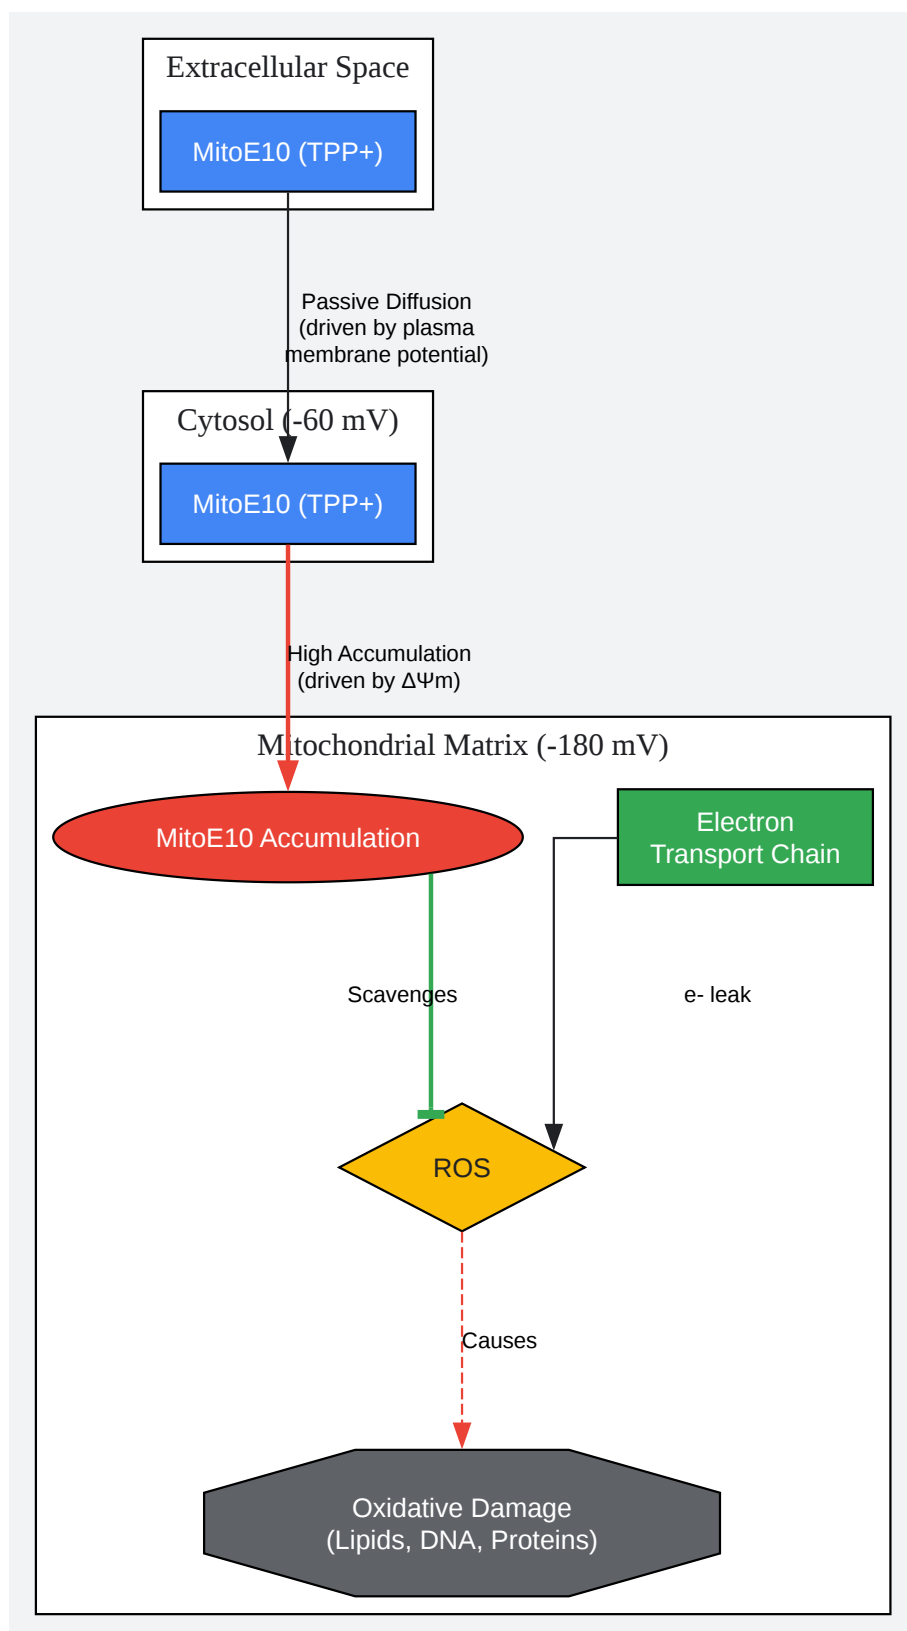 Extracellular Space
MitoE10 (TPP+)
Passive Diffusion
(driven by plasma
membrane potential)
Cytosol (-60 mV)
MitoE10 (TPP+)
High Accumulation
(driven by ΔΨm)
Mitochondrial Matrix (-180 mV)
MitoE10 Accumulation
Electron
Transport Chain
Scavenges
e- leak
ROS
Causes
Oxidative Damage
(Lipids, DNA, Proteins)